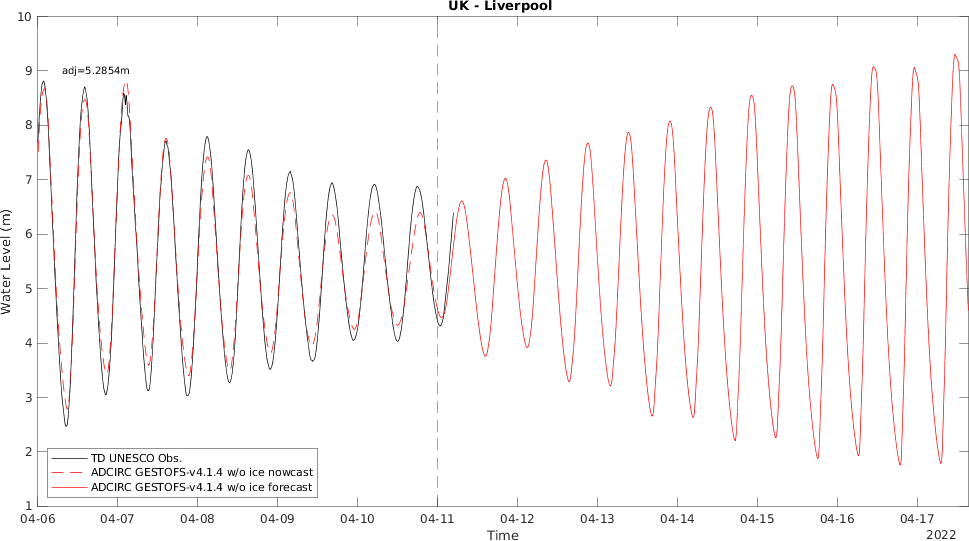 UK - Liverpool
10
9
8
7
6
5
4
3
2
1
Water Level (m)
adj=5.2854m
TD UNESCO Obs.
ADCIRC GESTOFS-v4.1.4 w/o ice nowcast
ADCIRC GESTOFS-v4.1.4 w/o ice forecast
04-06 04-07 04-08 04-09 04-10 04-11 04-12 04-13 04-14 04-15 04-16 04-17
Time
2022